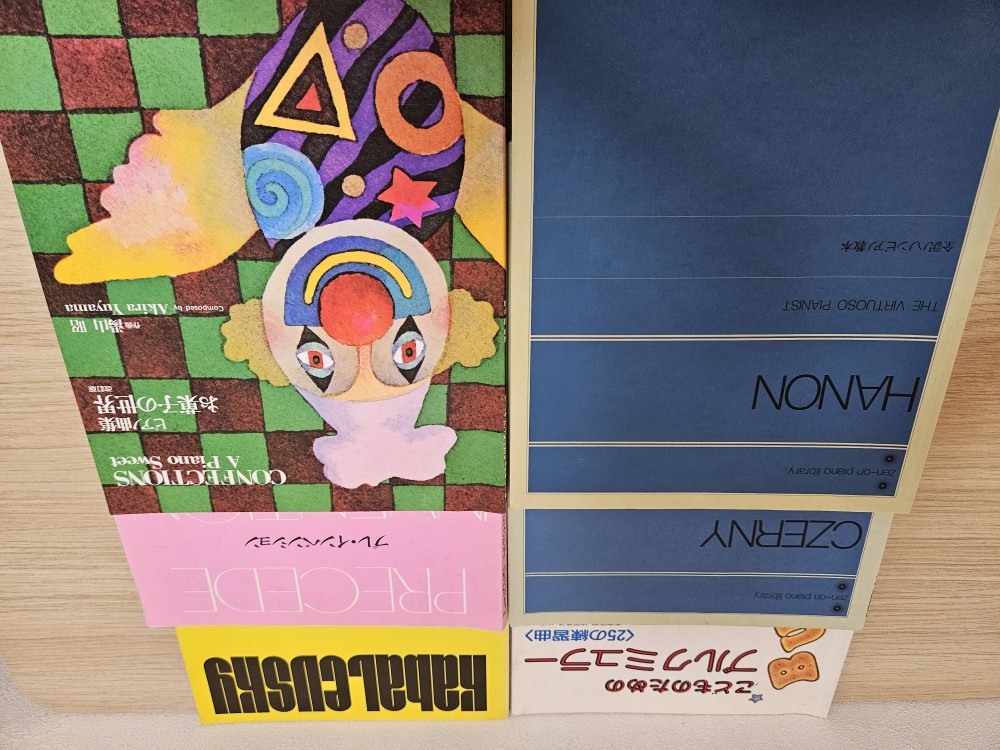 こどものための
ブルクミュラー
〈25の練習曲〉
kabaLevsky
zen-on piano library
CZERNY
PRECEDE
プレ・インベンション
zen-on piano library
HANON
THE VIRTUOSO PIANIST
全訳ハノンピアノ教本
CONFECTIONS
A Piano Sweet
ピアノ曲集
お菓子の世界
改訂版
作曲 湯山 昭
Composed by Akira Yuyama